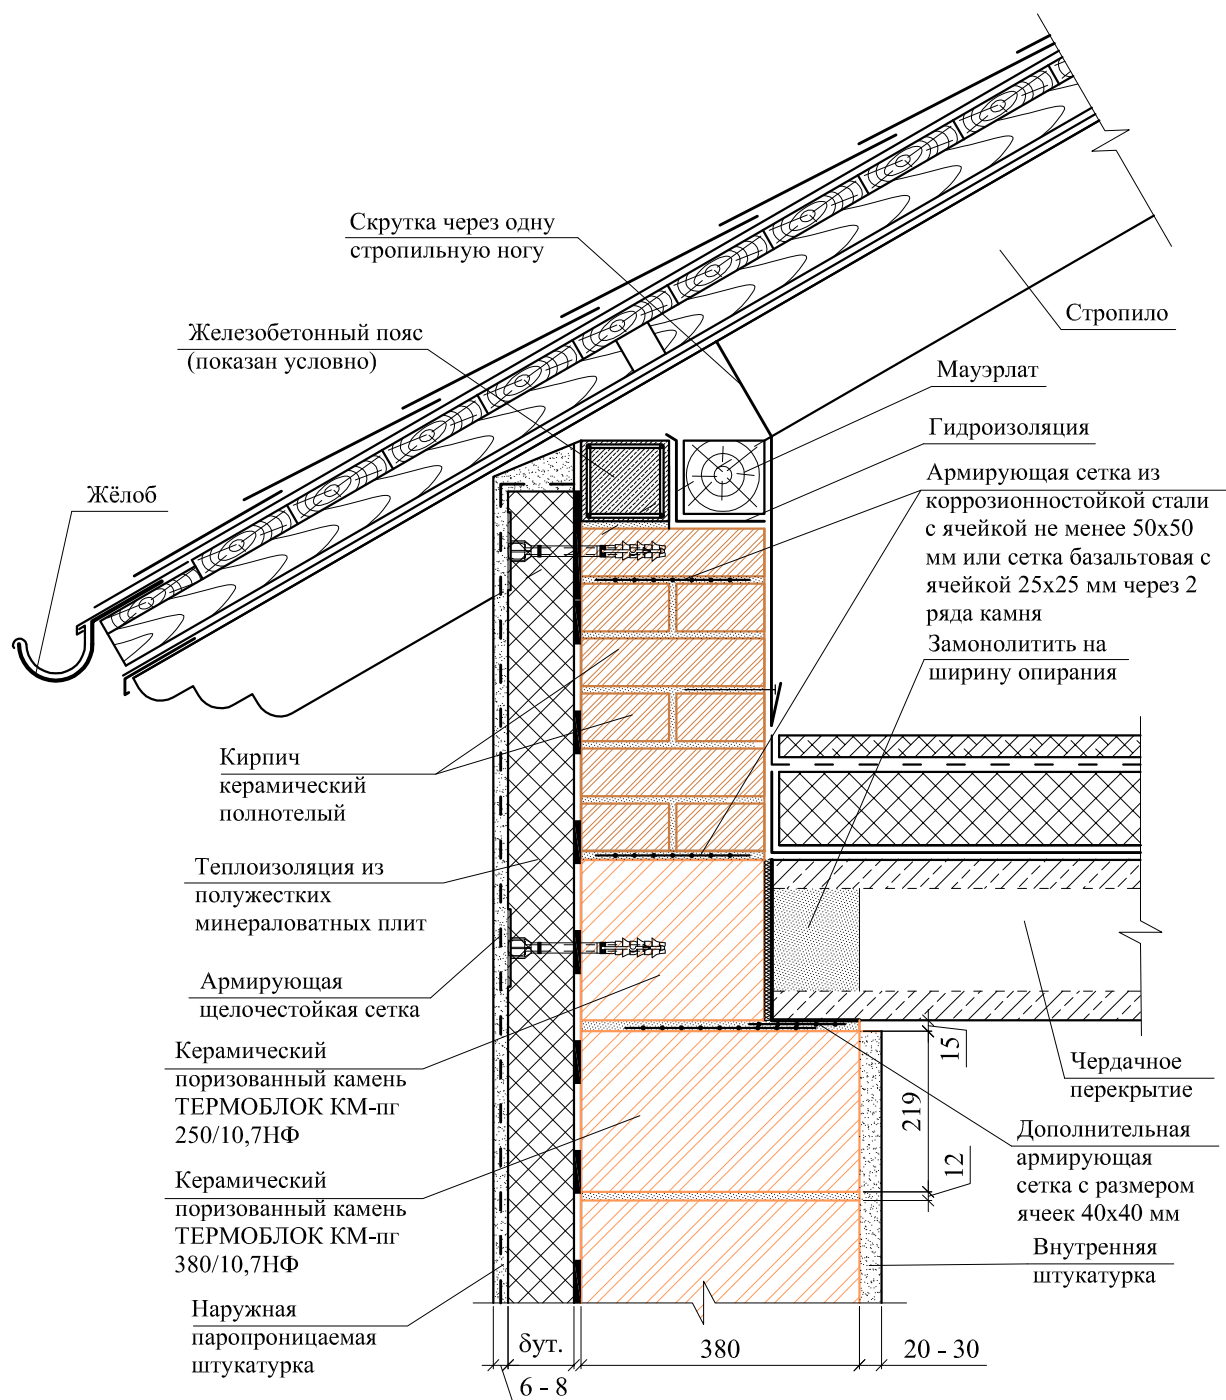 Скрутка через одну
стропильную ногу
Железобетонный пояс
(показан условно)
Жёлоб
Стропило
Мауэрлат
Гидроизоляция
Армирующая сетка из
коррозионностойкой стали
с ячейкой не менее 50х50
мм или сетка базальтовая с
ячейкой 25х25 мм через 2
ряда камня
Замонолитить на
ширину опирания
Кирпич
керамический
полнотелый
Теплоизоляция из
полужестких
минераловатных плит
Армирующая
щелочестойкая сетка
Керамический
поризованный камень
ТЕРМОБЛОК КМ-пг
250/10,7НФ
Керамический
поризованный камень
ТЕРМОБЛОК КМ-пг
380/10,7НФ
Наружная
паропроницаемая
штукатурка
15
219
12
Чердачное
перекрытие
Дополнительная
армирующая
сетка с размером
ячеек 40х40 мм
Внутренняя
штукатурка
δут.
380
20 - 30
6 - 8